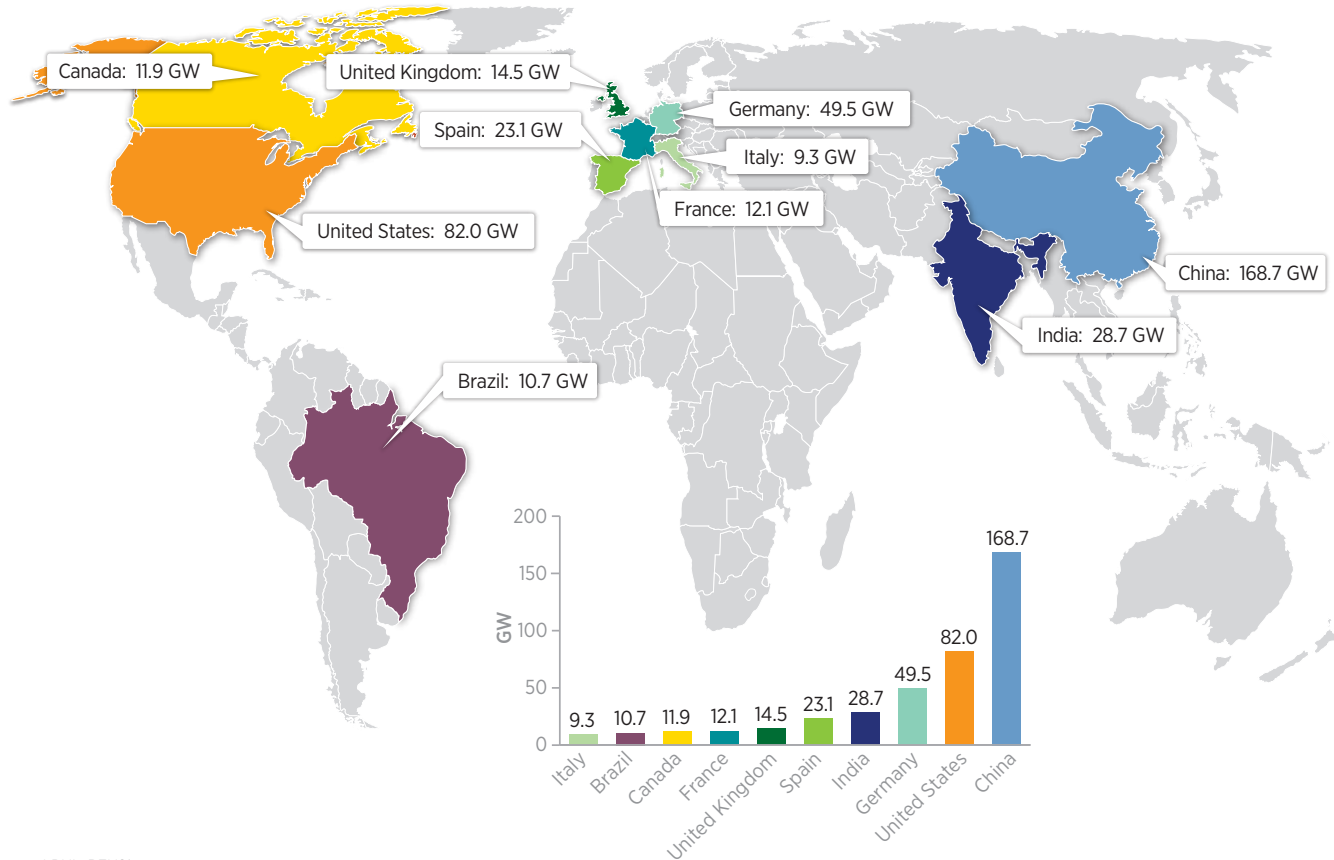 Canada: 11.9 GW
United Kingdom: 14.5 GW
Germany: 49.5 GW
Spain: 23.1 GW
Italy: 9.3 GW
France: 12.1 GW
United States: 82.0 GW
China: 168.7 GW
India: 28.7 GW
Brazil: 10.7 GW
200
150
100
50
0
GW
9.3
10.7
11.9
12.1
14.5
23.1
28.7
49.5
82.0
168.7
Italy
Brazil
Canada
France
United Kingdom
Spain
India
Germany
United States
China